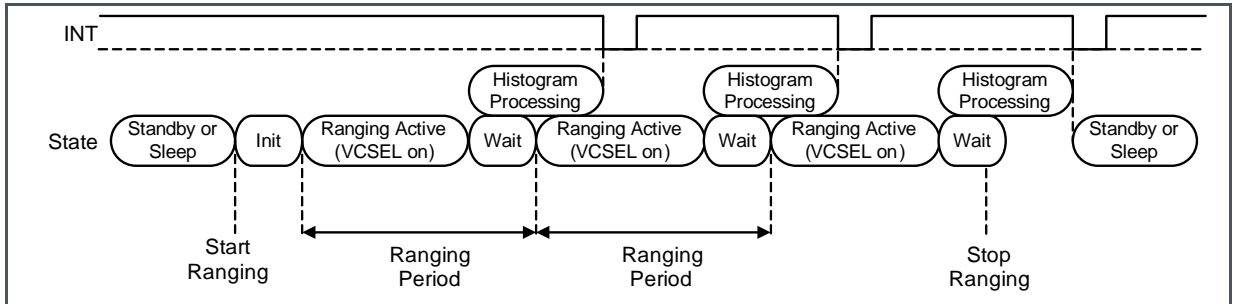 INT
Histogram
Processing
Histogram
Processing
Histogram
Processing
State
Standby or
Sleep
Init
Ranging Active
(VCSEL on)
Wait
Ranging Active
(VCSEL on)
Wait
Ranging Active
(VCSEL on)
Wait
Standby or
Sleep
Start
Ranging
Ranging
Period
Ranging
Period
Stop
Ranging